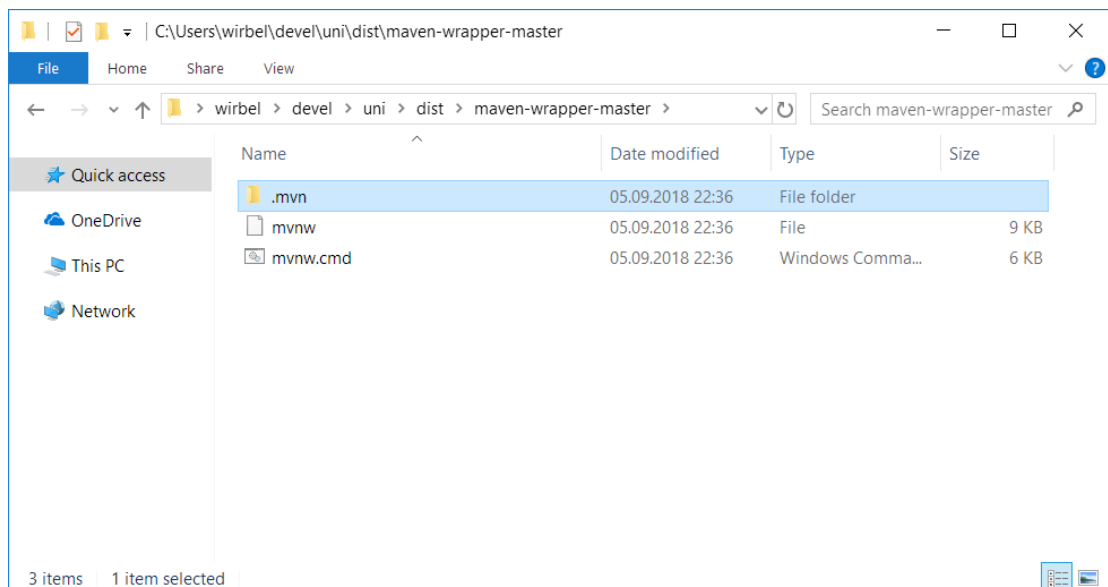 C:\Users\wirbel\devel\uni\dist\maven-wrapper-master
File Home Share View
wirbel > devel > uni > dist > maven-wrapper-master > Search maven-wrapper-master
Name Date modified Type Size
Quick access
.mvn 05.09.2018 22:36 File folder
OneDrive
mvnw 05.09.2018 22:36 File 9 KB
mvnw.cmd 05.09.2018 22:36 Windows Comma... 6 KB
This PC
Network
3 items 1 item selected